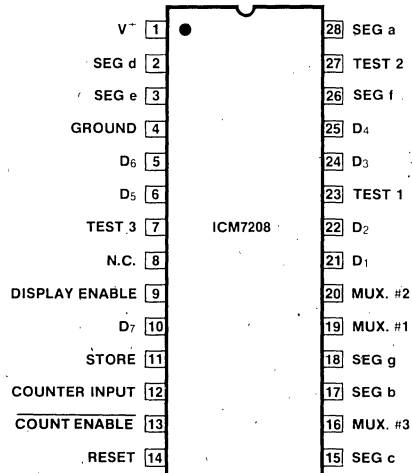 V+ 1 28 SEG a
SEG d 2 27 TEST 2
SEG e 3 26 SEG f
GROUND 4 25 D4
D6 5 24 D3
D5 6 23 TEST 1
TEST 3 7 ICM7208 22 D2
N.C. 8 21 D1
DISPLAY ENABLE 9 20 MUX. #2
D7 10 19 MUX. #1
STORE 11 18 SEG g
COUNTER INPUT 12 17 SEG b
COUNT ENABLE 13 16 MUX. #3
RESET 14 15 SEG c